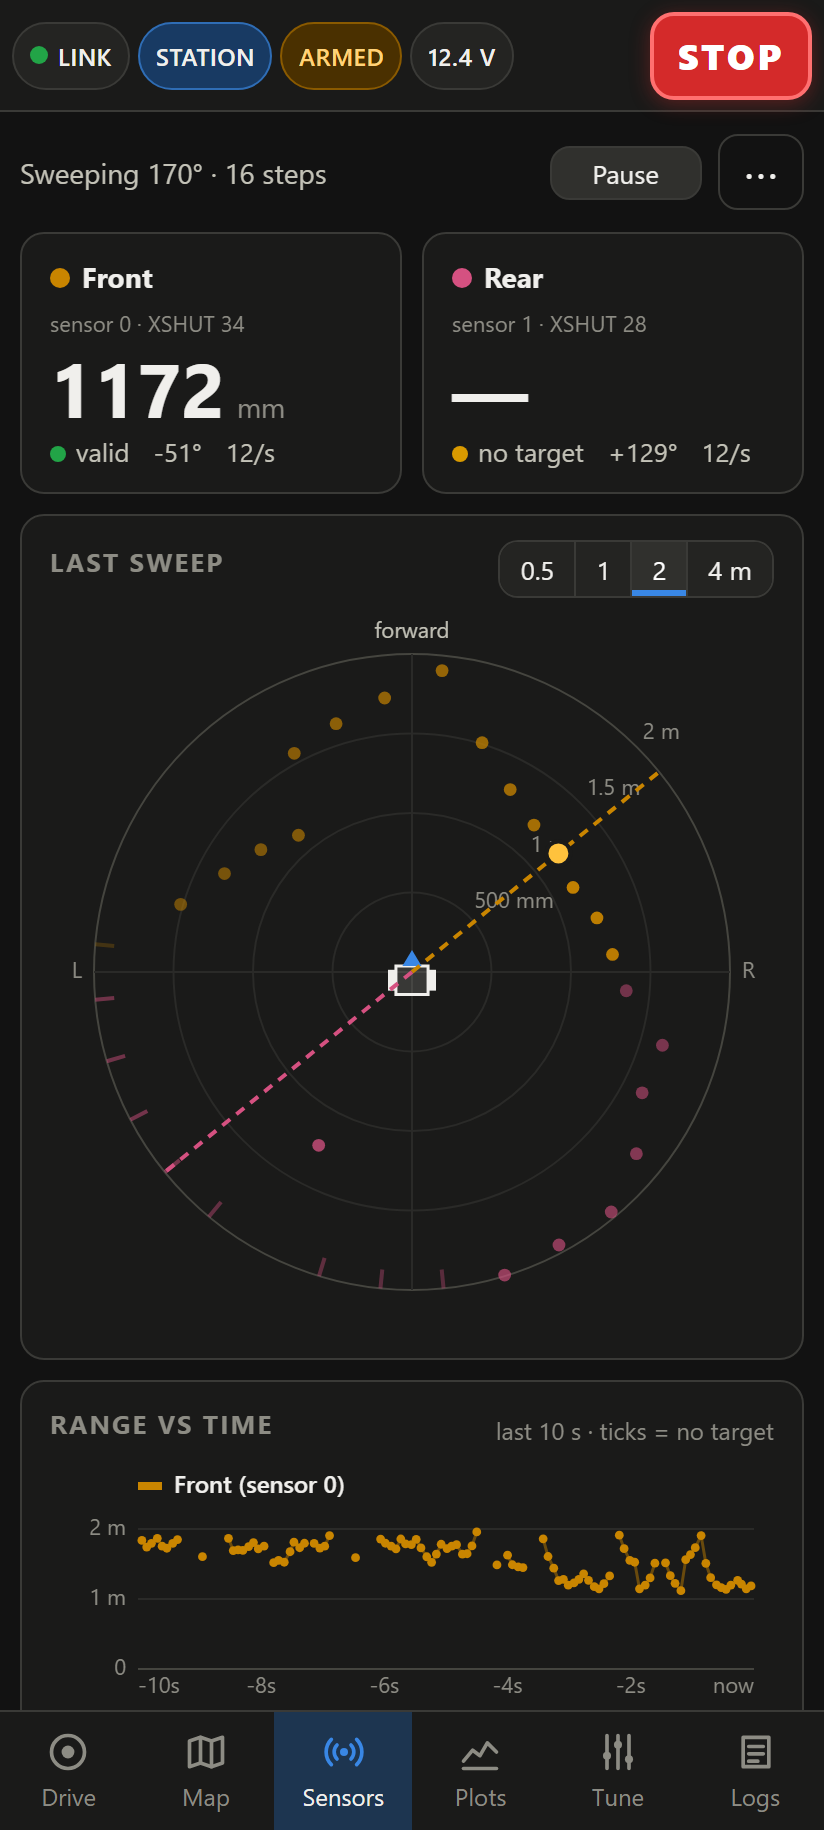 LINK STATION ARMED 12.4 V STOP
Sweeping 170° · 16 steps Pause ...
Front
sensor 0 · XSHUT 34
1172 mm
valid -51° 12/s
Rear
sensor 1 · XSHUT 28
—
no target +129° 12/s
LAST SWEEP 0.5 1 2 4 m
forward
2 m
1.5 m
1
500 mm
L R
RANGE VS TIME last 10 s · ticks = no target
Front (sensor 0)
2 m
1 m
0
-10s -8s -6s -4s -2s now
Drive Map Sensors Plots Tune Logs